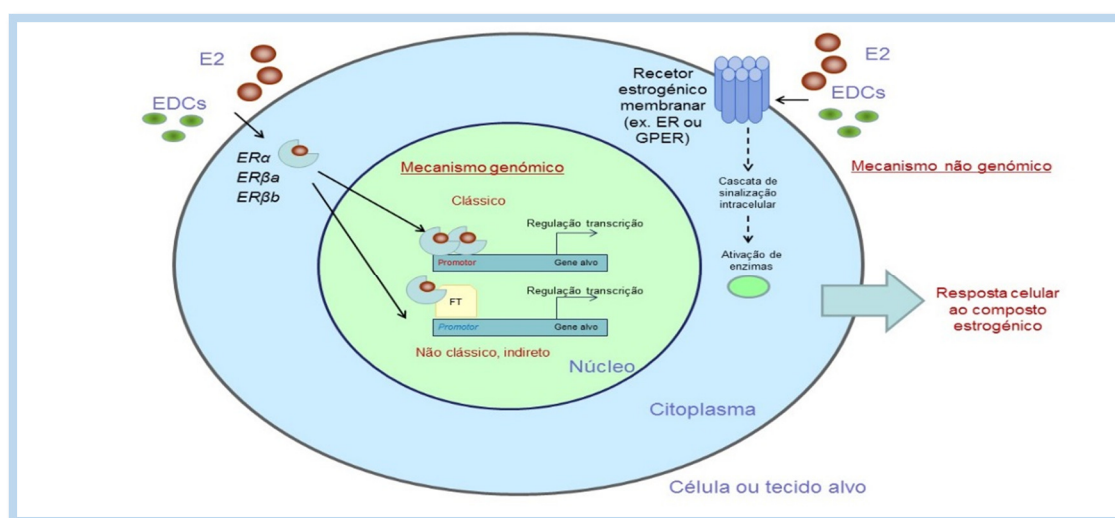 E2
EDCs
ERα
ERβa
ERβb
Mecanismo genómico
Clássico
Regulação transcrição
Promotor
Gene alvo
Regulação transcrição
FT
Promotor
Gene alvo
Não clássico, indireto
Núcleo
Citoplasma
Célula ou tecido alvo
Recetor
estrogénico
membranar
(ex. ER ou
GPER)
E2
EDCs
Mecanismo não genómico
Cascata de
sinalização
intracelular
Ativação de
enzimas
Resposta celular
ao composto
estrogénico